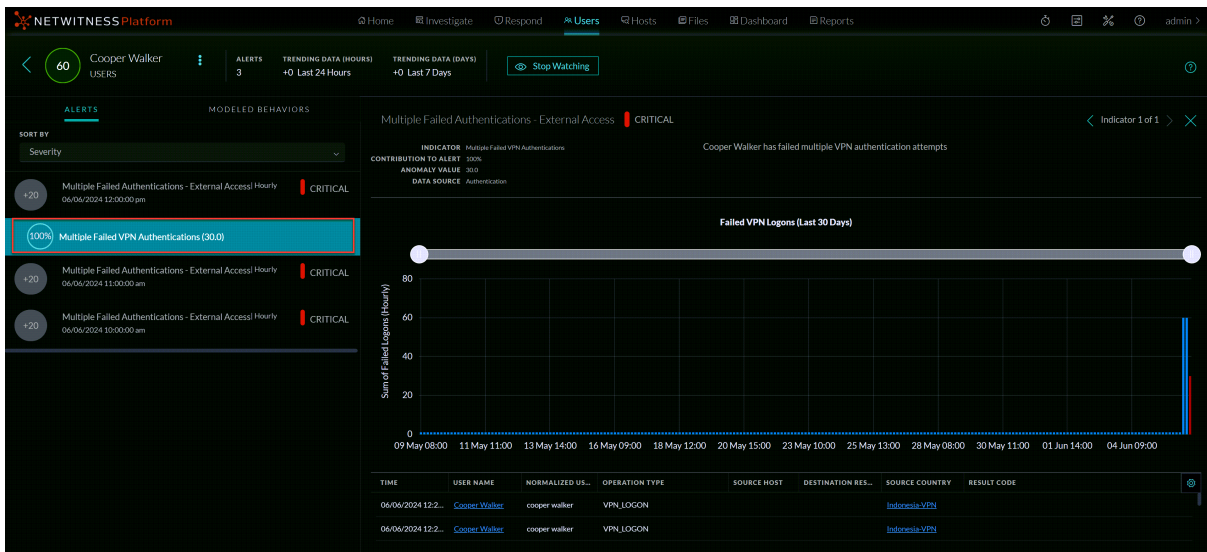 NETWITNESS Platform
Home Investigate Respond Users Hosts Files Dashboard Reports admin >
60 Cooper Walker
USERS
ALERTS
3
TRENDING DATA (HOURS)
+0 Last 24 Hours
TRENDING DATA (DAYS)
+0 Last 7 Days
Stop Watching
ALERTS MODELED BEHAVIORS
SORT BY
Severity
+20 Multiple Failed Authentications - External Access| Hourly CRITICAL
06/06/2024 12:00:00 pm
100% Multiple Failed VPN Authentications (30.0)
+20 Multiple Failed Authentications - External Access| Hourly CRITICAL
06/06/2024 11:00:00 am
+20 Multiple Failed Authentications - External Access| Hourly CRITICAL
06/06/2024 10:00:00 am
Multiple Failed Authentications - External Access CRITICAL
< Indicator 1 of 1 >
INDICATOR Multiple Failed VPN Authentications
CONTRIBUTION TO ALERT 100%
ANOMALY VALUE 30.0
DATA SOURCE Authentication
Cooper Walker has failed multiple VPN authentication attempts
Failed VPN Logons (Last 30 Days)
Sum of Failed Logons (Hourly)
80
60
40
20
0
09 May 08:00 11 May 11:00 13 May 14:00 16 May 09:00 18 May 12:00 20 May 15:00 23 May 10:00 25 May 13:00 28 May 08:00 30 May 11:00 01 Jun 14:00 04 Jun 09:00
TIME USER NAME NORMALIZED US... OPERATION TYPE SOURCE HOST DESTINATION RES... SOURCE COUNTRY RESULT CODE
06/06/2024 12:2... Cooper Walker cooper walker VPN_LOGON Indonesia-VPN
06/06/2024 12:2... Cooper Walker cooper walker VPN_LOGON Indonesia-VPN